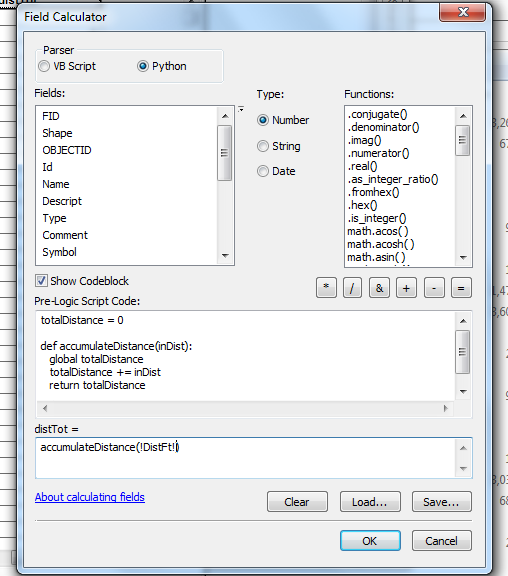 Field Calculator
Parser
VB Script
Python
Fields:
FID
Shape
OBJECTID
Id
Name
Descript
Type
Comment
Symbol
Type:
Number
String
Date
Functions:
.conjugate()
.denominator()
.imag()
.numerator()
.real()
.as_integer_ratio()
.fromhex()
.hex()
.is_integer()
math.acos( )
math.acosh( )
math.asin( )
Show Codeblock
* / & + - =
Pre-Logic Script Code:
totalDistance = 0
def accumulateDistance(inDist):
global totalDistance
totalDistance += inDist
return totalDistance
distTot =
accumulateDistance(!DistFt!)
About calculating fields
Clear
Load...
Save...
OK
Cancel